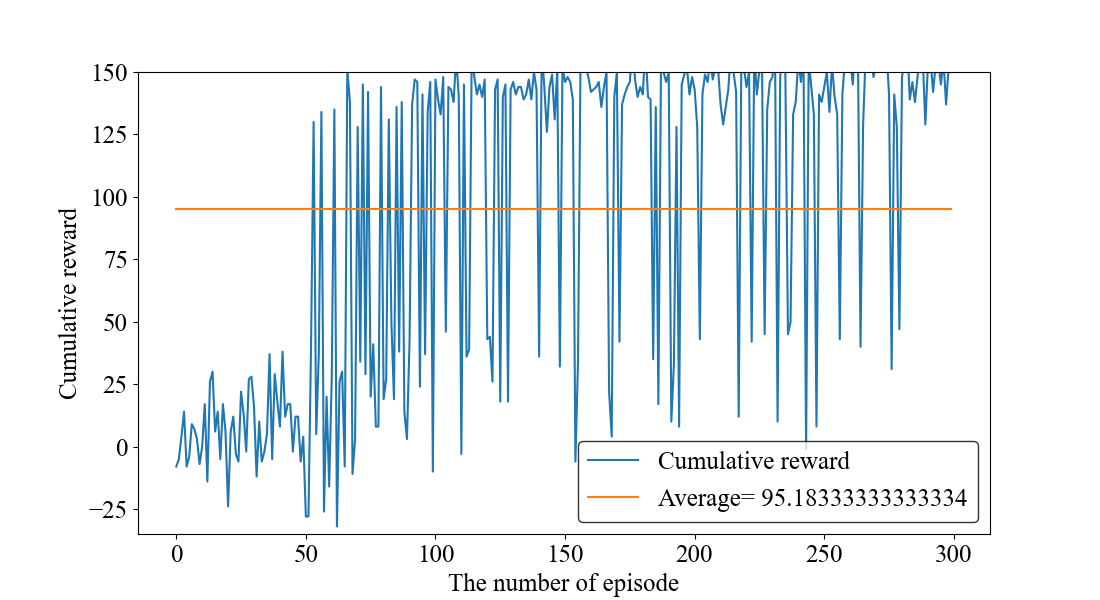 150
125
100
75
50
25
0
−25
Cumulative reward
Cumulative reward
Average= 95.18333333333334
0 50 100 150 200 250 300
The number of episode